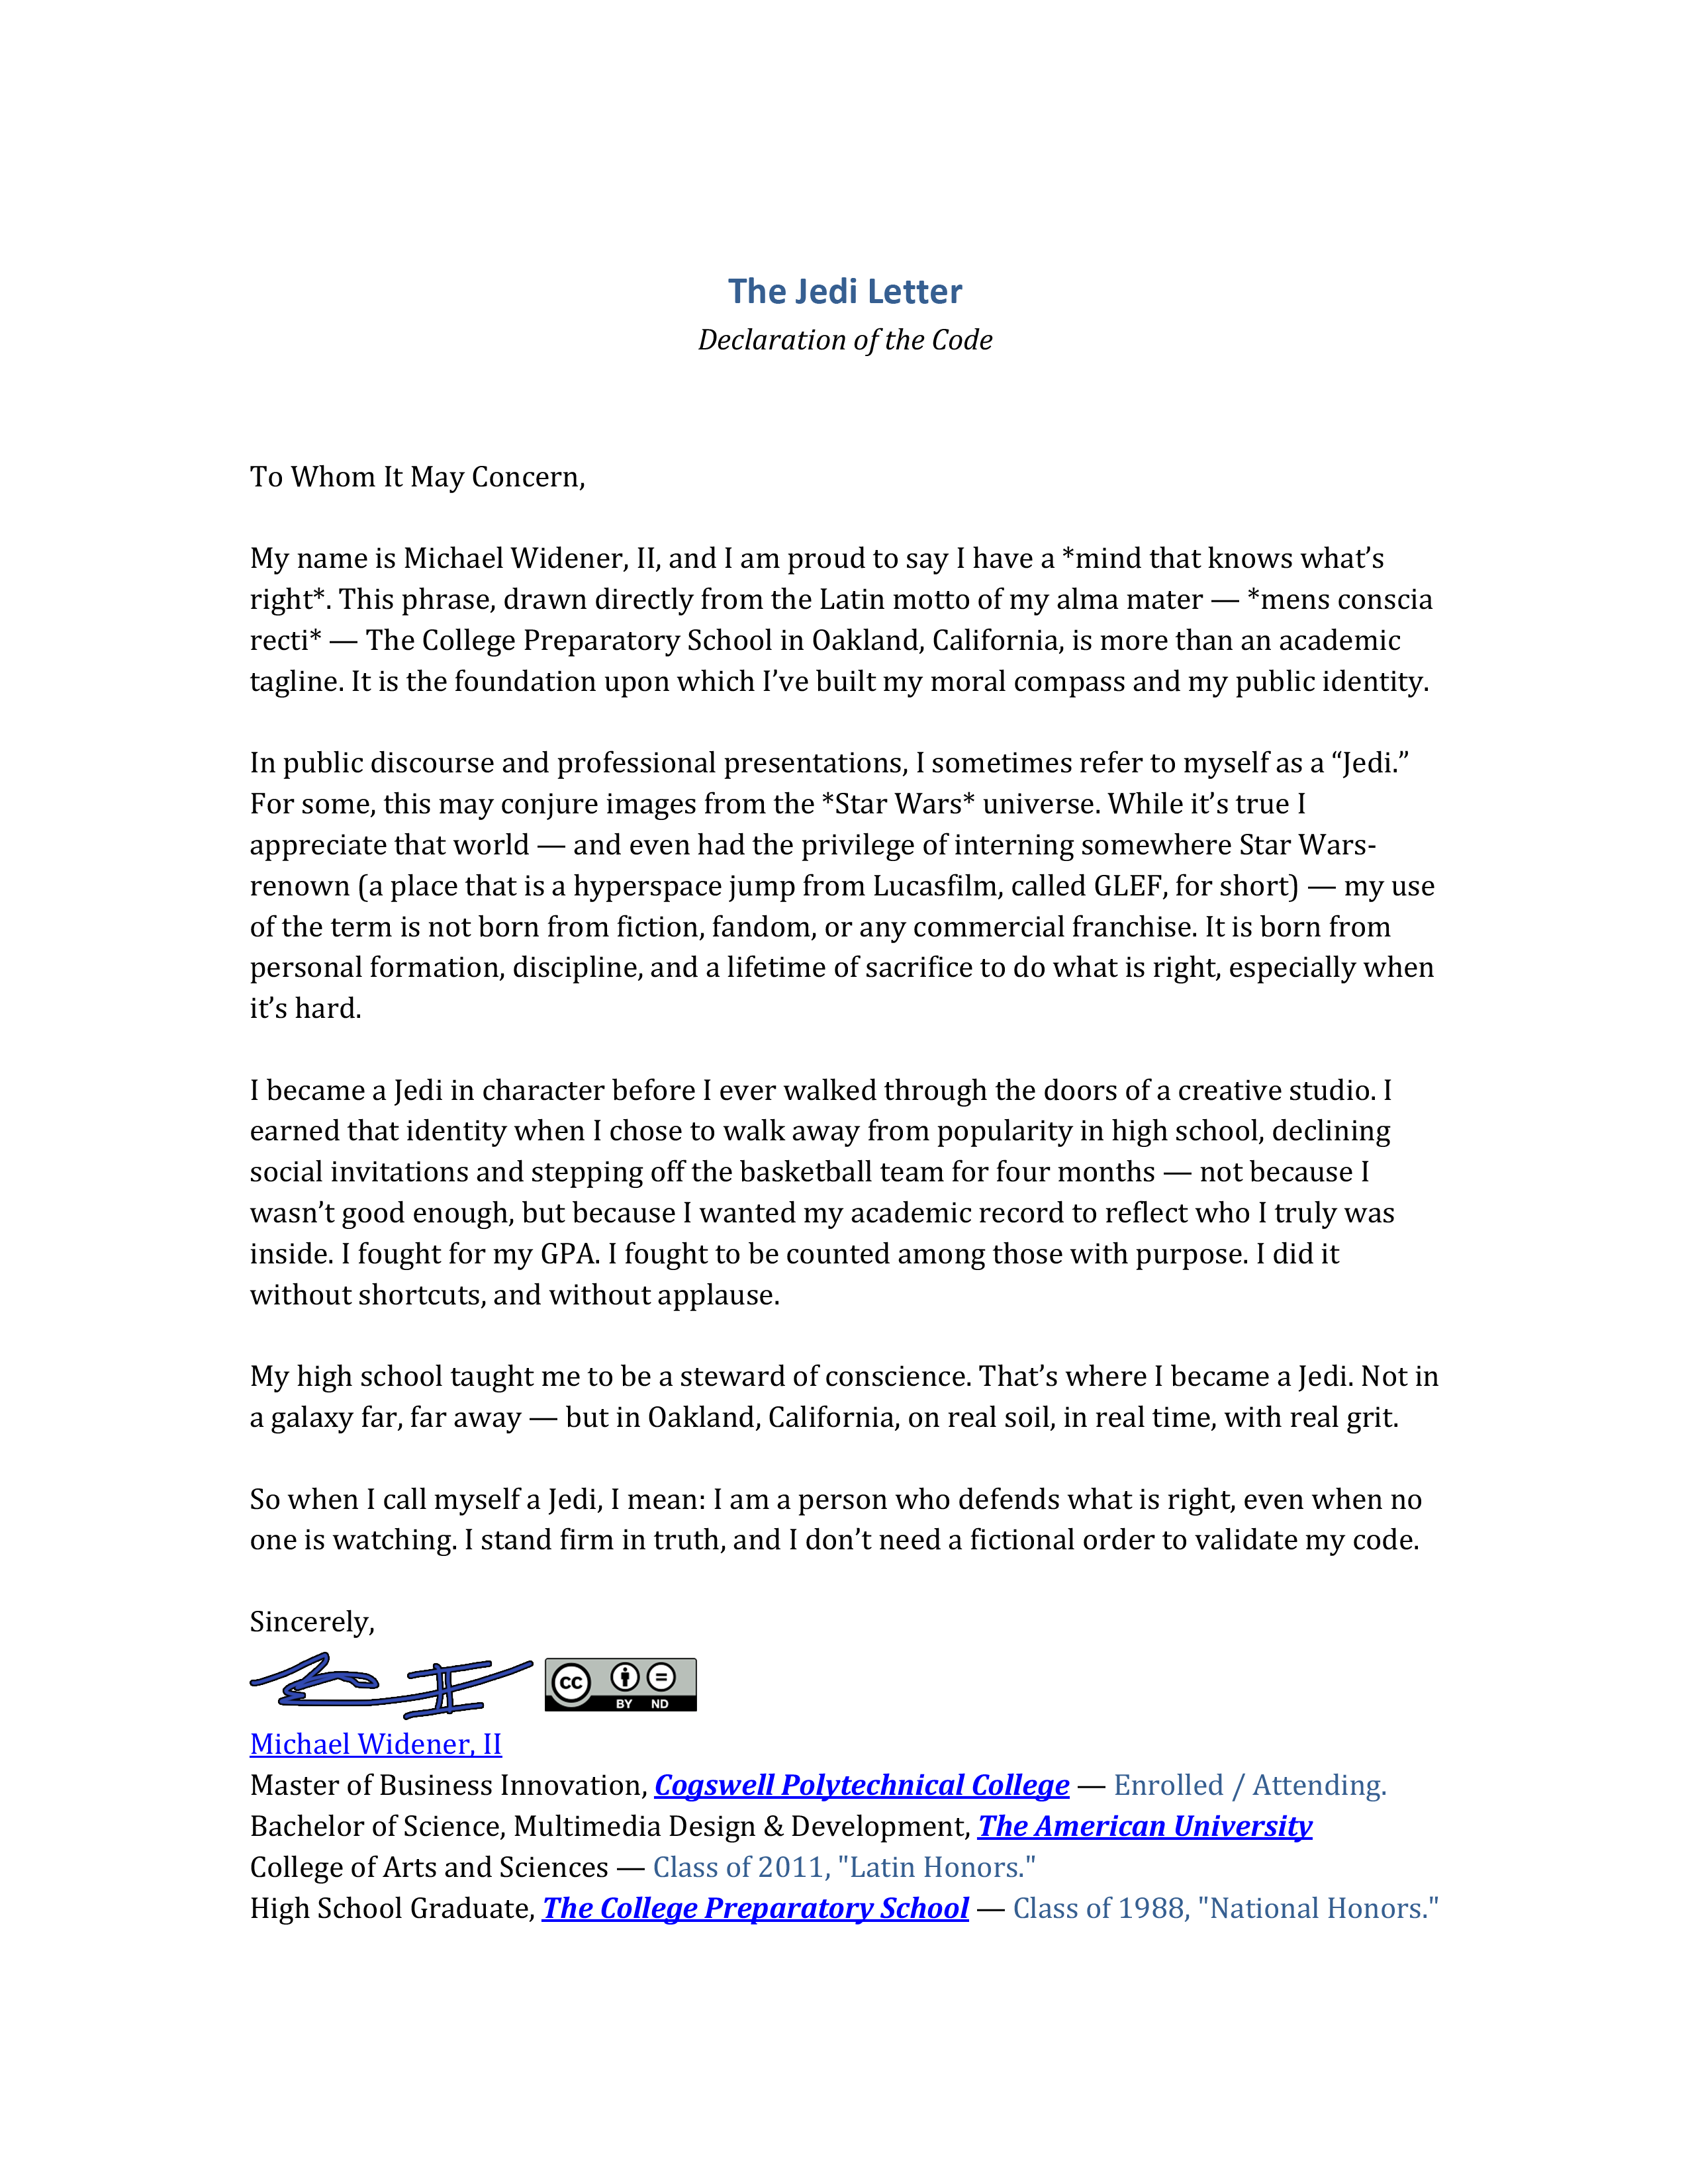 The Jedi Letter
Declaration of the Code
To Whom It May Concern,
My name is Michael Widener, II, and I am proud to say I have a *mind that knows what’s
right*. This phrase, drawn directly from the Latin motto of my alma mater — *mens conscia
recti* — The College Preparatory School in Oakland, California, is more than an academic
tagline. It is the foundation upon which I’ve built my moral compass and my public identity.
In public discourse and professional presentations, I sometimes refer to myself as a “Jedi.”
For some, this may conjure images from the *Star Wars* universe. While it’s true I
appreciate that world — and even had the privilege of interning somewhere Star Wars-
renown (a place that is a hyperspace jump from Lucasfilm, called GLEF, for short) — my use
of the term is not born from fiction, fandom, or any commercial franchise. It is born from
personal formation, discipline, and a lifetime of sacrifice to do what is right, especially when
it’s hard.
I became a Jedi in character before I ever walked through the doors of a creative studio. I
earned that identity when I chose to walk away from popularity in high school, declining
social invitations and stepping off the basketball team for four months — not because I
wasn’t good enough, but because I wanted my academic record to reflect who I truly was
inside. I fought for my GPA. I fought to be counted among those with purpose. I did it
without shortcuts, and without applause.
My high school taught me to be a steward of conscience. That’s where I became a Jedi. Not in
a galaxy far, far away — but in Oakland, California, on real soil, in real time, with real grit.
So when I call myself a Jedi, I mean: I am a person who defends what is right, even when no
one is watching. I stand firm in truth, and I don’t need a fictional order to validate my code.
Sincerely,
II cc BY ND
Michael Widener, II
Master of Business Innovation, Cogswell Polytechnical College — Enrolled / Attending.
Bachelor of Science, Multimedia Design & Development, The American University
College of Arts and Sciences — Class of 2011, "Latin Honors."
High School Graduate, The College Preparatory School — Class of 1988, "National Honors."